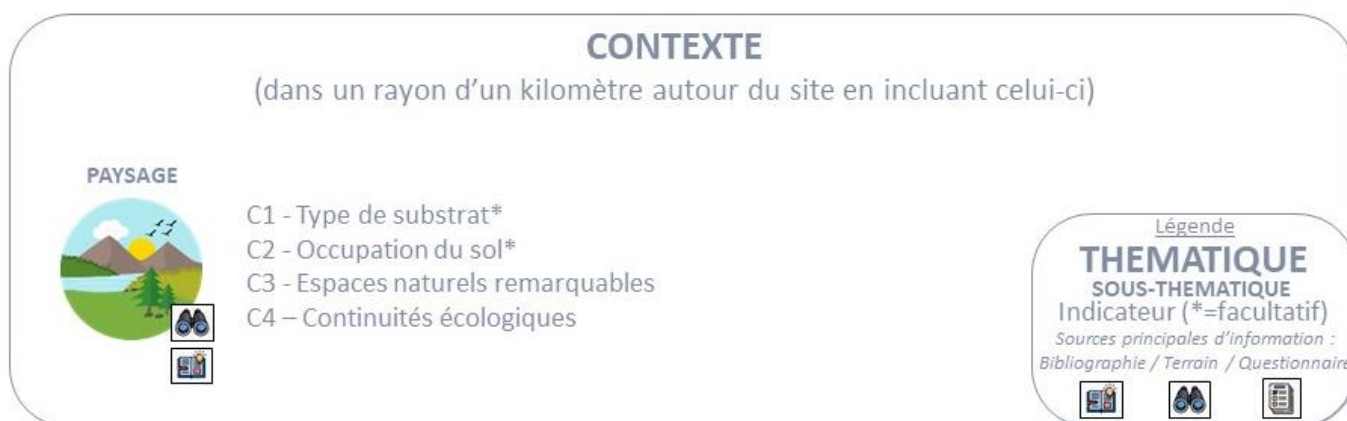 CONTEXTE
(dans un rayon d'un kilomètre autour du site en incluant celui-ci)
PAYSAGE
C1 - Type de substrat*
C2 - Occupation du sol*
C3 - Espaces naturels remarquables
C4 – Continuités écologiques
Légende
THEMATIQUE
SOUS-THEMATIQUE
Indicateur (*=facultatif)
Sources principales d'information :
Bibliographie / Terrain / Questionnaire